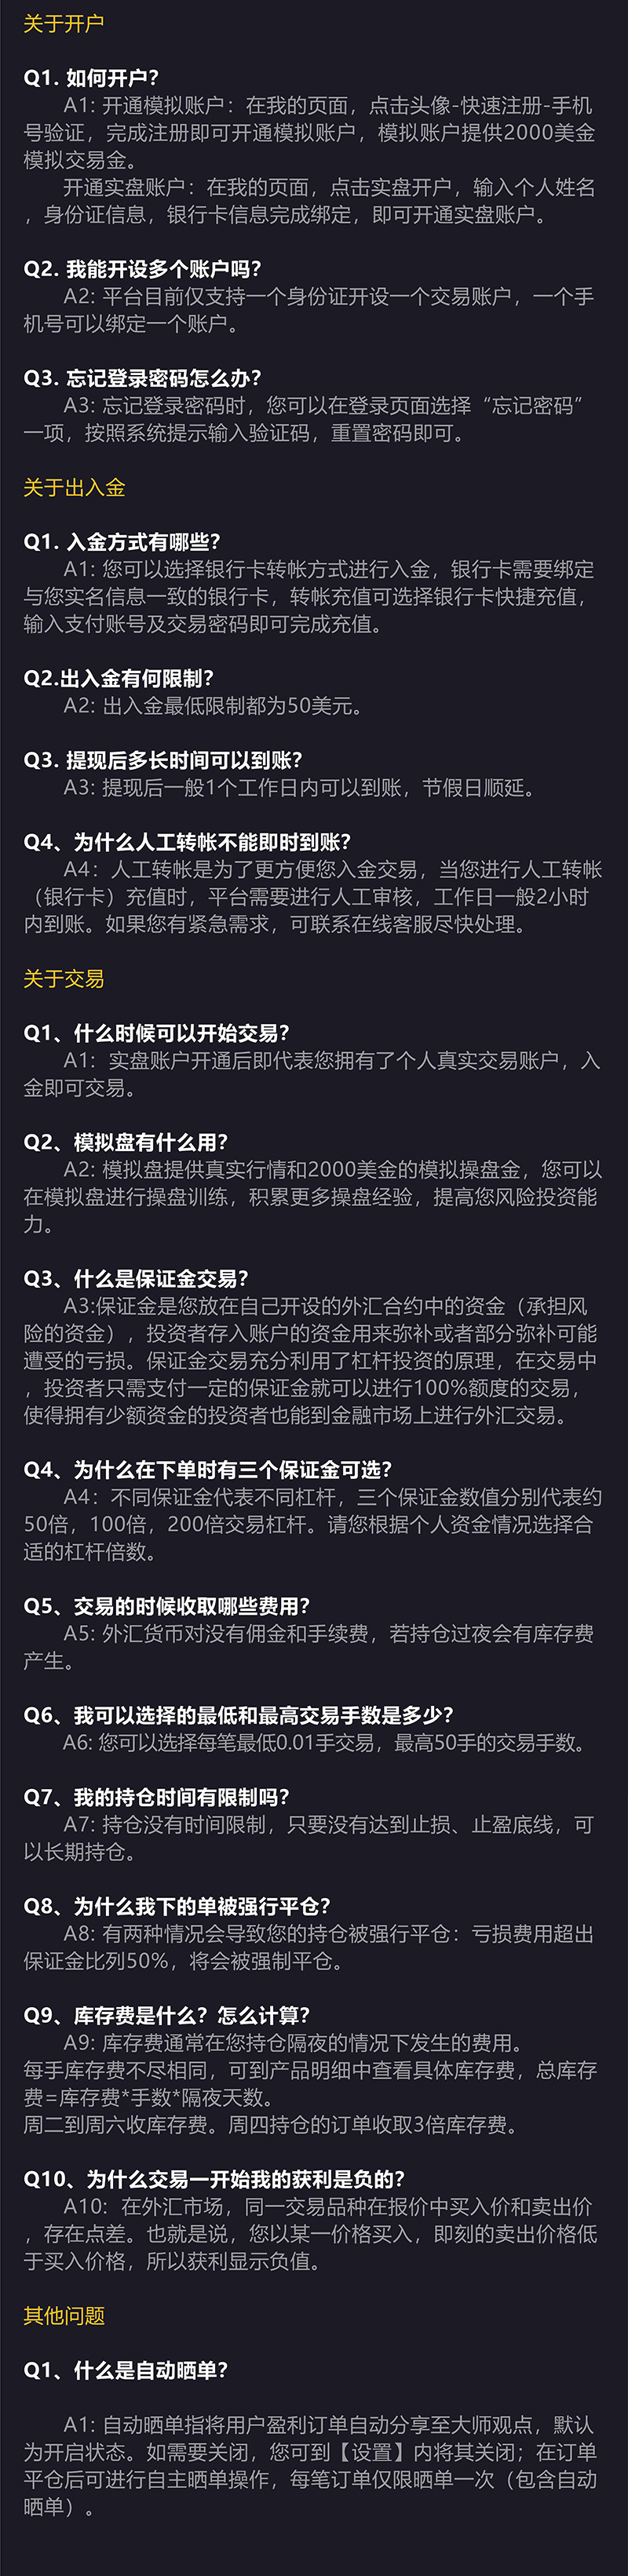 关于开户
Q1. 如何开户？
A1: 开通模拟账户：在我的页面，点击头像-快速注册-手机
号验证，完成注册即可开通模拟账户，模拟账户提供2000美金
模拟交易金。
开通实盘账户：在我的页面，点击实盘开户，输入个人姓名
，身份证信息，银行卡信息完成绑定，即可开通实盘账户。
Q2. 我能开设多个账户吗？
A2: 平台目前仅支持一个身份证开设一个交易账户，一个手
机号可以绑定一个账户。
Q3. 忘记登录密码怎么办？
A3: 忘记登录密码时，您可以在登录页面选择“忘记密码”
一项，按照系统提示输入验证码，重置密码即可。
关于出入金
Q1. 入金方式有哪些？
A1: 您可以选择银行卡转帐方式进行入金，银行卡需要绑定
与您实名信息一致的银行卡，转帐充值可选择银行卡快捷充值，
输入支付账号及交易密码即可完成充值。
Q2.出入金有何限制？
A2: 出入金最低限制都为50美元。
Q3. 提现后多长时间可以到账？
A3: 提现后一般1个工作日内可以到账，节假日顺延。
Q4、为什么人工转帐不能即时到账？
A4：人工转帐是为了更方便您入金交易，当您进行人工转帐
（银行卡）充值时，平台需要进行人工审核，工作日一般2小时
内到账。如果您有紧急需求，可联系在线客服尽快处理。
关于交易
Q1、什么时候可以开始交易？
A1：实盘账户开通后即代表您拥有了个人真实交易账户，入
金即可交易。
Q2、模拟盘有什么用？
A2: 模拟盘提供真实行情和2000美金的模拟操盘金，您可以
在模拟盘进行操盘训练，积累更多操盘经验，提高您风险投资能
力。
Q3、什么是保证金交易？
A3:保证金是您放在自己开设的外汇合约中的资金（承担风
险的资金），投资者存入账户的资金用来弥补或者部分弥补可能
遭受的亏损。保证金交易充分利用了杠杆投资的原理，在交易中
，投资者只需支付一定的保证金就可以进行100%额度的交易，
使得拥有少额资金的投资者也能到金融市场上进行外汇交易。
Q4、为什么在下单时有三个保证金可选？
A4：不同保证金代表不同杠杆，三个保证金数值分别代表约
50倍，100倍，200倍交易杠杆。请您根据个人资金情况选择合
适的杠杆倍数。
Q5、交易的时候收取哪些费用？
A5: 外汇货币对没有佣金和手续费，若持仓过夜会有库存费
产生。
Q6、我可以选择的最低和最高交易手数是多少？
A6: 您可以选择每笔最低0.01手交易，最高50手的交易手数。
Q7、我的持仓时间有限制吗？
A7: 持仓没有时间限制，只要没有达到止损、止盈底线，可
以长期持仓。
Q8、为什么我下的单被强行平仓？
A8: 有两种情况会导致您的持仓被强行平仓：亏损费用超出
保证金比列50%，将会被强制平仓。
Q9、库存费是什么？怎么计算？
A9: 库存费通常在您持仓隔夜的情况下发生的费用。
每手库存费不尽相同，可到产品明细中查看具体库存费，总库存
费=库存费*手数*隔夜天数。
周二到周六收库存费。周四持仓的订单收取3倍库存费。
Q10、为什么交易一开始我的获利是负的？
A10：在外汇市场，同一交易品种在报价中买入价和卖出价
，存在点差。也就是说，您以某一价格买入，即刻的卖出价格低
于买入价格，所以获利显示负值。
其他问题
Q1、什么是自动晒单？
A1: 自动晒单指将用户盈利订单自动分享至大师观点，默认
为开启状态。如需要关闭，您可到【设置】内将其关闭；在订单
平仓后可进行自主晒单操作，每笔订单仅限晒单一次（包含自动
晒单）。